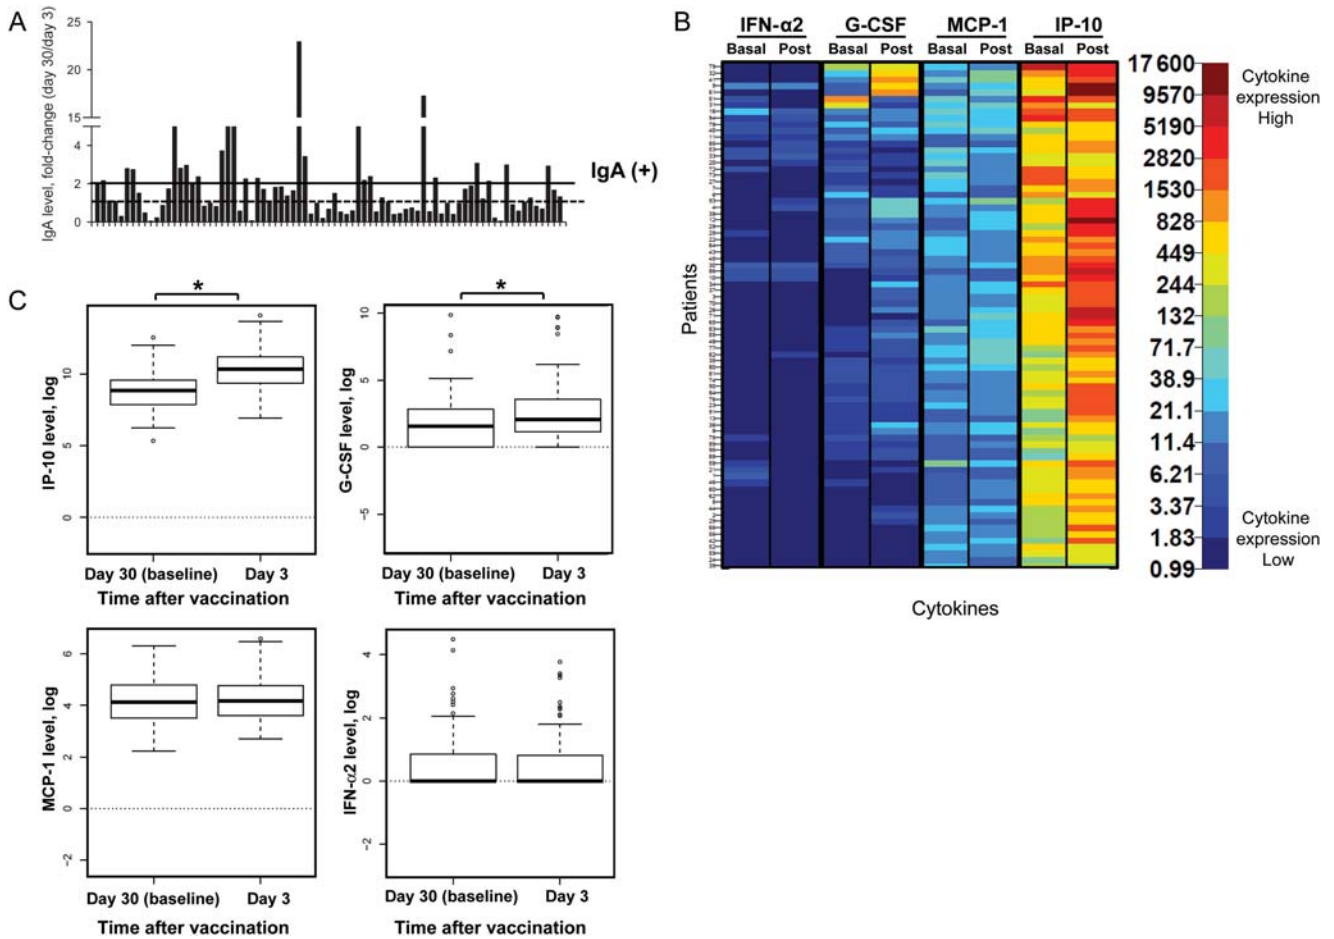 A
IgA level, fold-change (day 30/day 3)
25
20
15
4
2
0
IgA (+)
B
IFN-α2 G-CSF MCP-1 IP-10
Basal Post Basal Post Basal Post Basal Post
Patients
Cytokines
17 600
9570
5190
2820
1530
828
449
244
132
71.7
38.9
21.1
11.4
6.21
3.37
1.83
0.99
Cytokine
expression
High
Cytokine
expression
Low
C
*
IP-10 level, log
10
5
0
Day 30 (baseline) Day 3
Time after vaccination
*
G-CSF level, log
10
5
0
−5
Day 30 (baseline) Day 3
Time after vaccination
MCP-1 level, log
6
4
2
0
−2
Day 30 (baseline) Day 3
Time after vaccination
IFN-α2 level, log
4
2
0
−2
Day 30 (baseline) Day 3
Time after vaccination